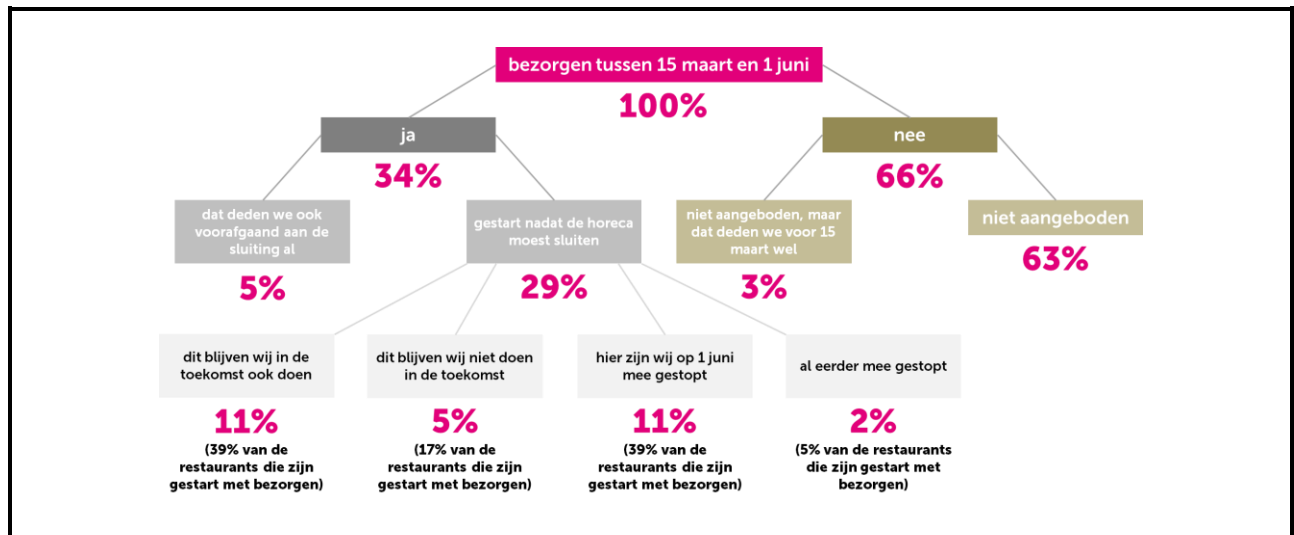 bezorgen tussen 15 maart en 1 juni
100%
ja
34%
nee
66%
dat deden we ook
voorafgaand aan de
sluiting al
5%
gestart nadat de horeca
moest sluiten
29%
niet aangeboden, maar
dat deden we voor 15
maart wel
3%
niet aangeboden
63%
dit blijven wij in de
toekomst ook doen
11%
(39% van de
restaurants die zijn
gestart met bezorgen)
dit blijven wij niet doen
in de toekomst
5%
(17% van de
restaurants die zijn
gestart met bezorgen)
hier zijn wij op 1 juni
mee gestopt
11%
(39% van de
restaurants die zijn
gestart met bezorgen)
al eerder mee gestopt
2%
(5% van de restaurants
die zijn gestart met
bezorgen)